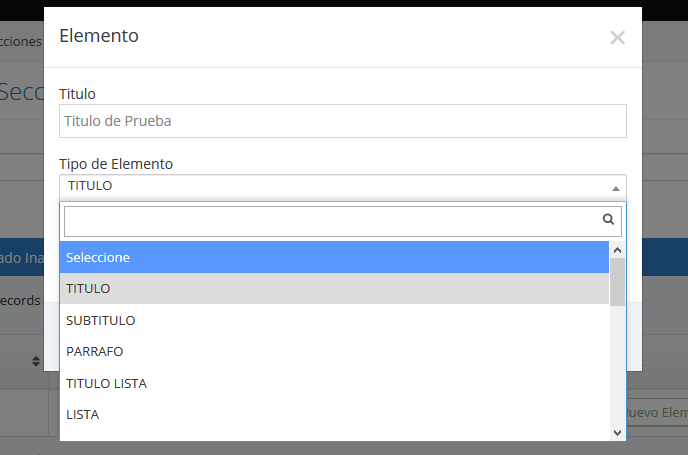 Elemento
cciones
Secc
Titulo
Titulo de Prueba
Tipo de Elemento
TITULO
Seleccione
ado Ina
TITULO
ecords
SUBTITULO
PARRAFO
TITULO LISTA
LISTA
uevo Elem